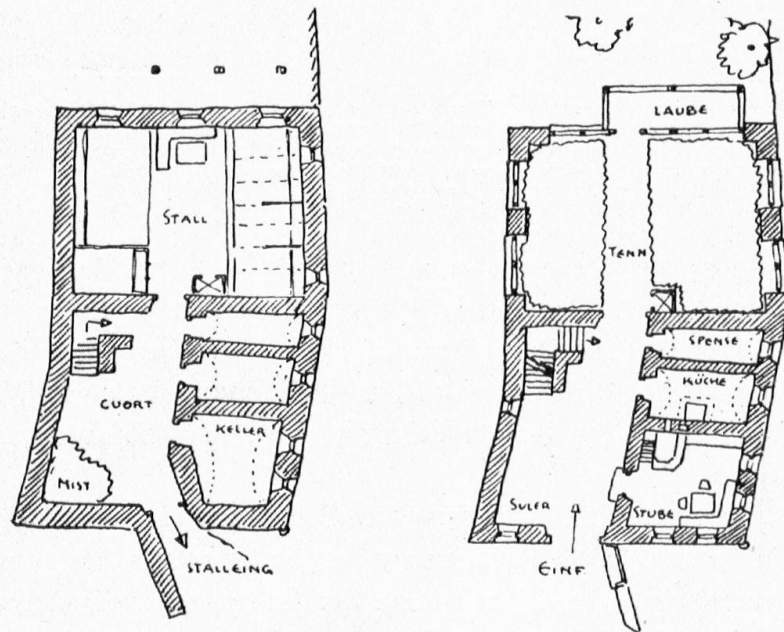 STALL
CUORT
KELLER
MIST
STALLEING
LAUBE
TENN
SPENSE
KÜCHE
SULER
STUBE
EINF